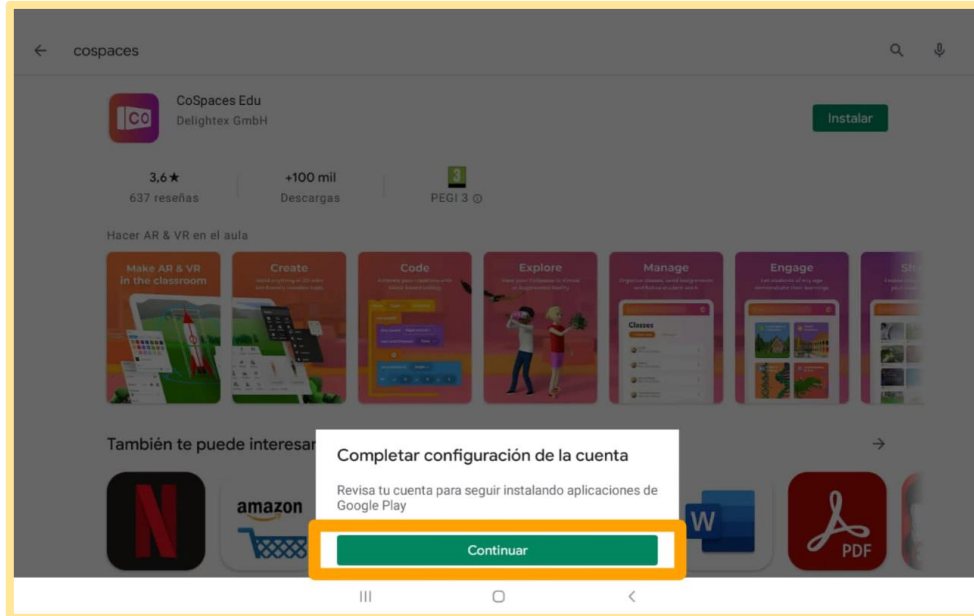 cospaces
CO
CoSpaces Edu
Delightex GmbH
Instalar
3,6★
637 reseñas
+100 mil
Descargas
3
PEGI 3
Hacer AR & VR en el aula
Make AR & VR
in the classroom
Create
Code
Explore
Manage
Engage
Classes
También te puede interesar
N
amazon
W
PDF
Completar configuración de la cuenta
Revisa tu cuenta para seguir instalando aplicaciones de
Google Play
Continuar